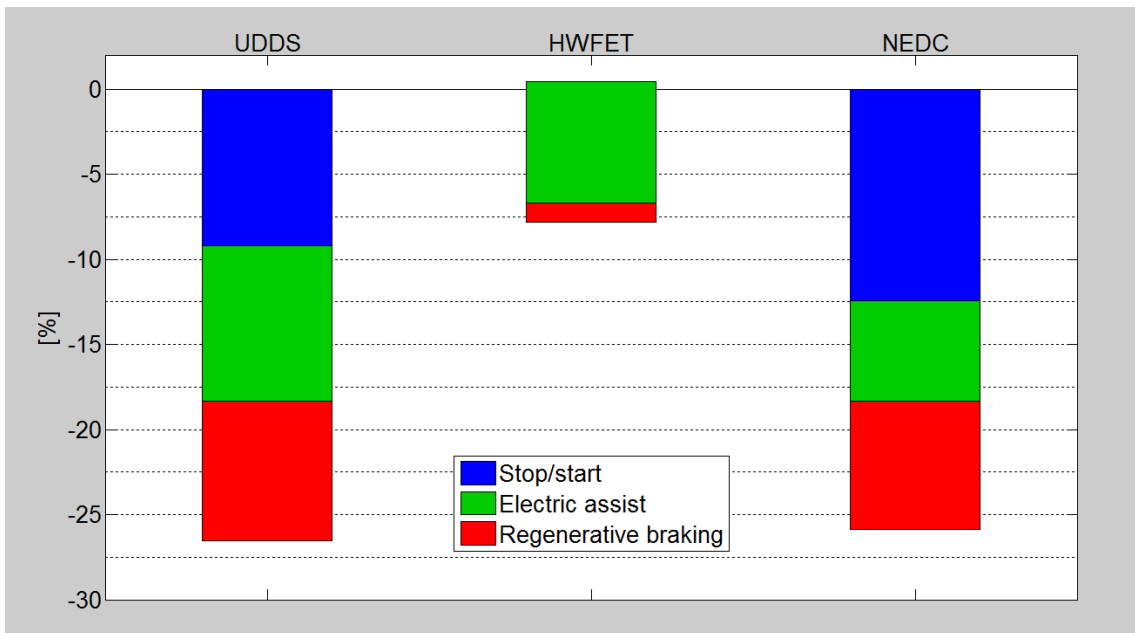 UDDS HWFET NEDC
0
-5
-10
[%]
-15
-20
Stop/start
Electric assist
-25
Regenerative braking
-30